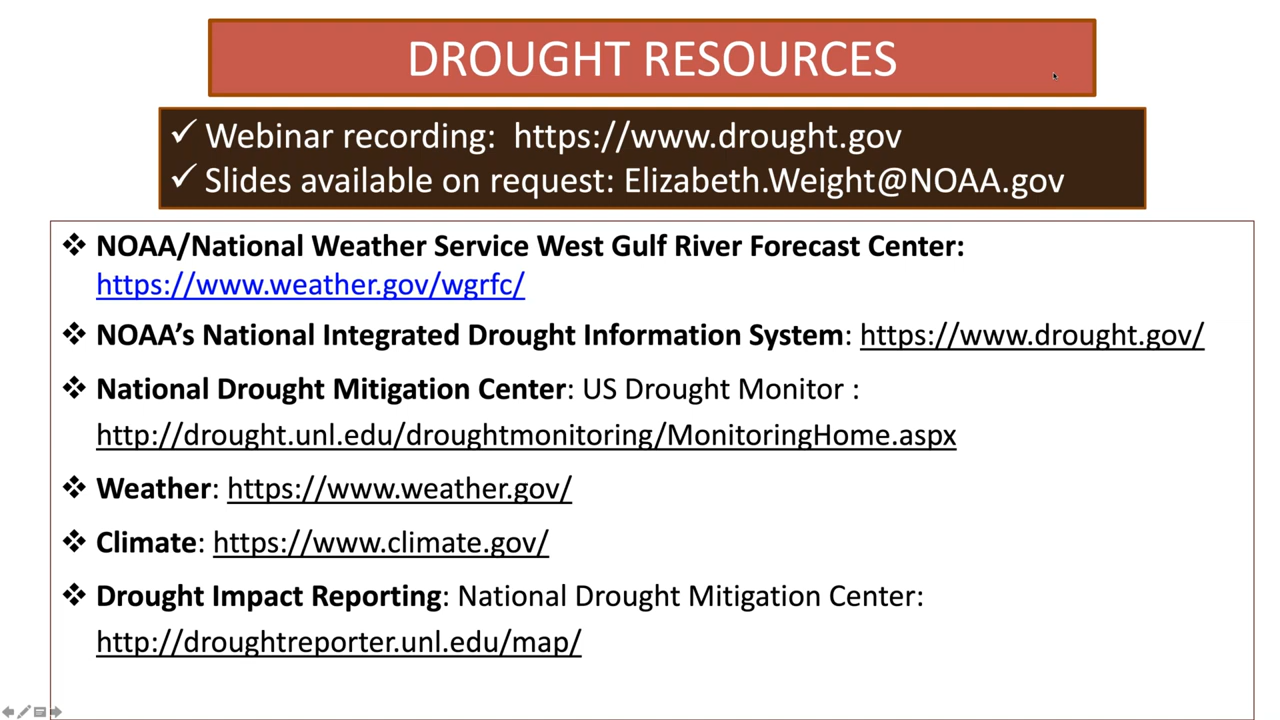 DROUGHT RESOURCES
✓ Webinar recording: https://www.drought.gov
✓ Slides available on request: Elizabeth.Weight@NOAA.gov
❖ NOAA/National Weather Service West Gulf River Forecast Center:
https://www.weather.gov/wgrfc/
❖ NOAA’s National Integrated Drought Information System: https://www.drought.gov/
❖ National Drought Mitigation Center: US Drought Monitor :
http://drought.unl.edu/droughtmonitoring/MonitoringHome.aspx
❖ Weather: https://www.weather.gov/
❖ Climate: https://www.climate.gov/
❖ Drought Impact Reporting: National Drought Mitigation Center:
http://droughtreporter.unl.edu/map/